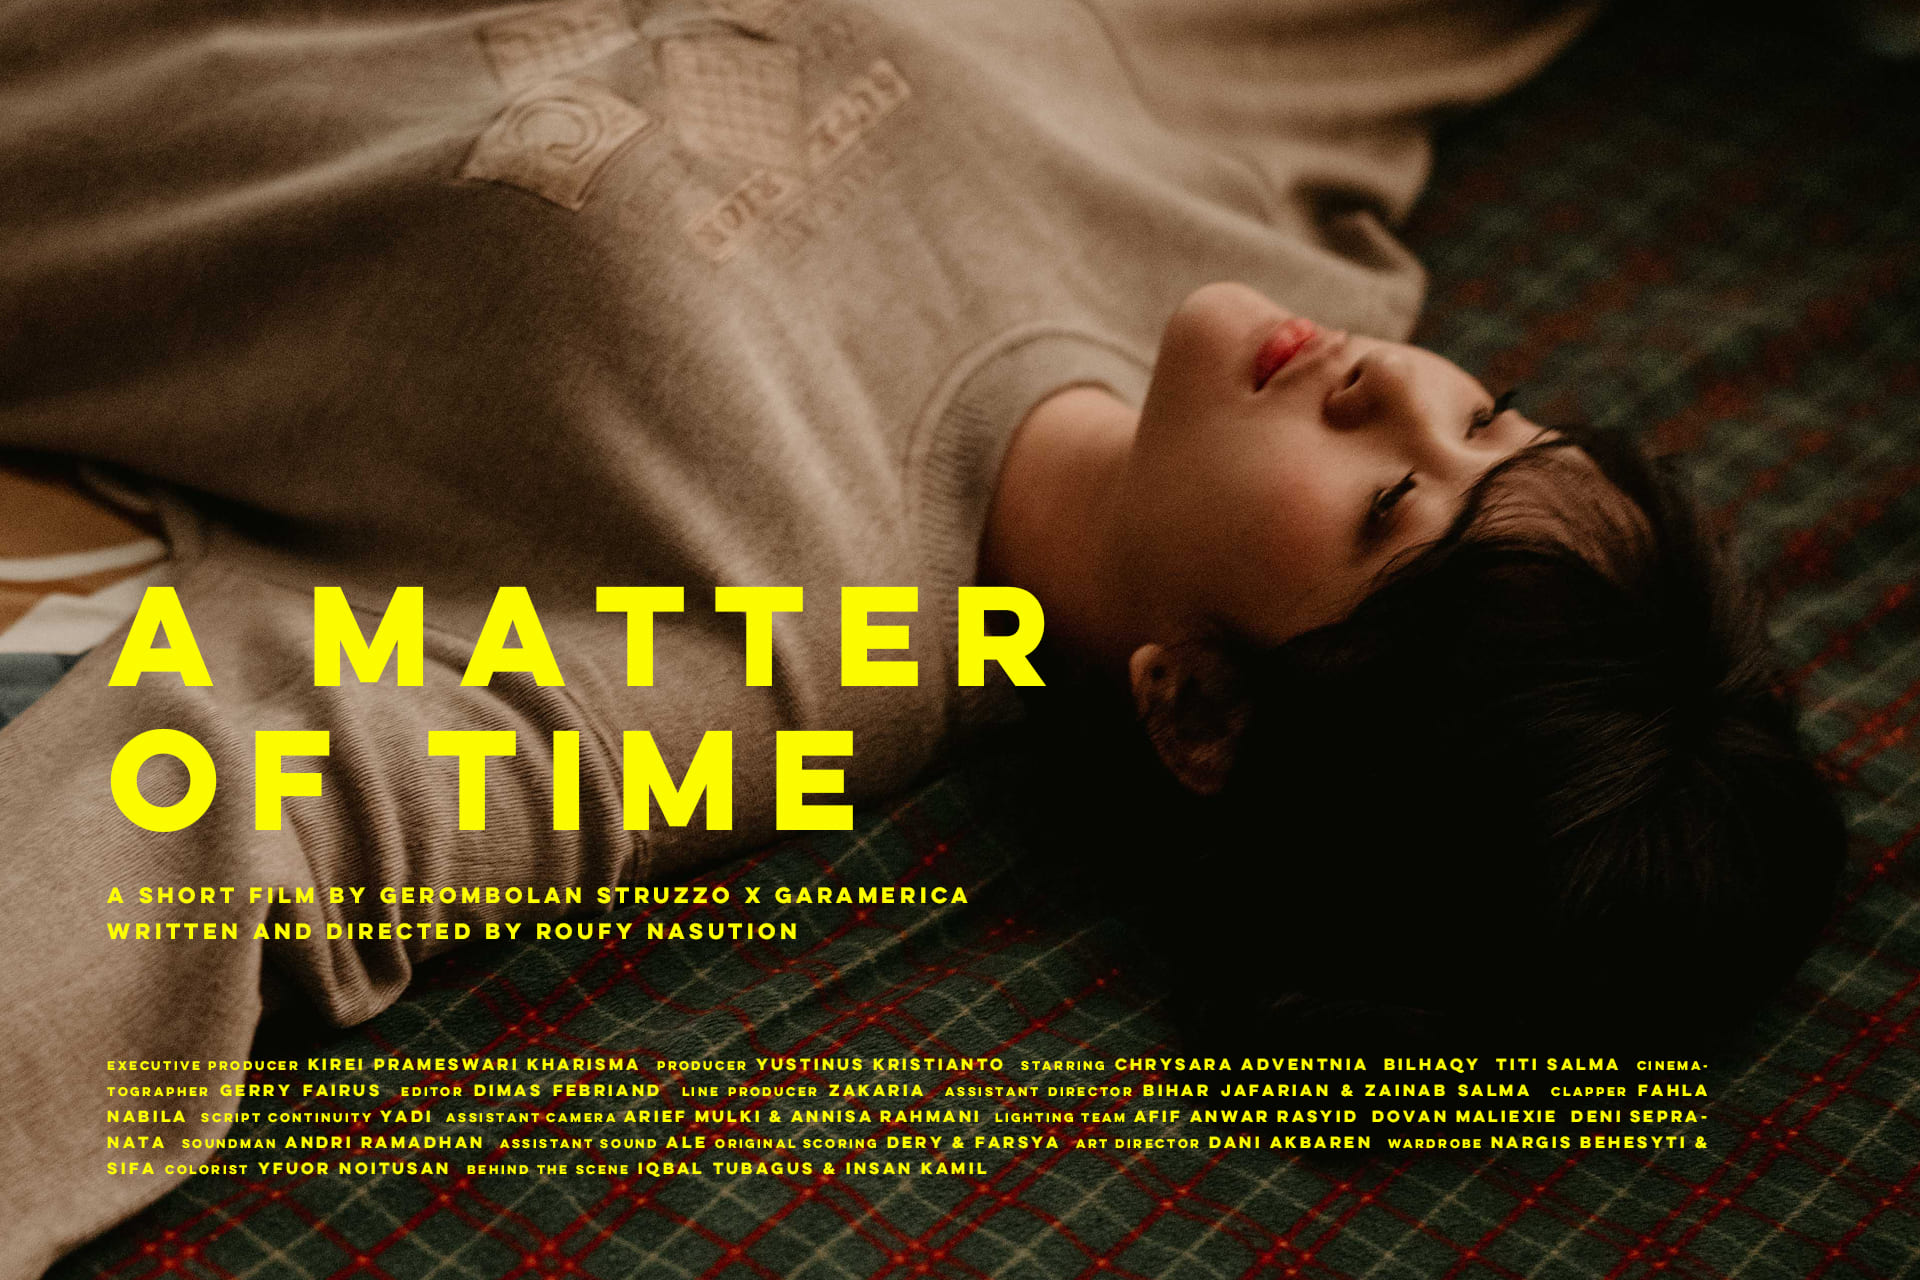 A MATTER
OF TIME
A SHORT FILM BY GEROMBOLAN STRUZZO X GARAMERICA
WRITTEN AND DIRECTED BY ROUFY NASUTION
EXECUTIVE PRODUCER KIREI PRAMESWARI KHARISMA PRODUCER YUSTINUS KRISTIANTO STARRING CHRYSARA ADVENTNIA BILHAQY TITI SALMA CINEMA-
TOGRAPHER GERRY FAIRUS EDITOR DIMAS FEBRIAND LINE PRODUCER ZAKARIA ASSISTANT DIRECTOR BIHAR JAFARIAN & ZAINAB SALMA CLAPPER FAHLA
NABILA SCRIPT CONTINUITY YADI ASSISTANT CAMERA ARIEF MULKI & ANNISA RAHMANI LIGHTING TEAM AFIF ANWAR RASYID DOVAN MALIEXIE DENI SEPRA-
NATA SOUNDMAN ANDRI RAMADHAN ASSISTANT SOUND ALE ORIGINAL SCORING DERY & FARSYA ART DIRECTOR DANI AKBAREN WARDROBE NARGIS BEHESYTI &
SIFA COLORIST YFUOR NOITUSAN BEHIND THE SCENE IQBAL TUBAGUS & INSAN KAMIL